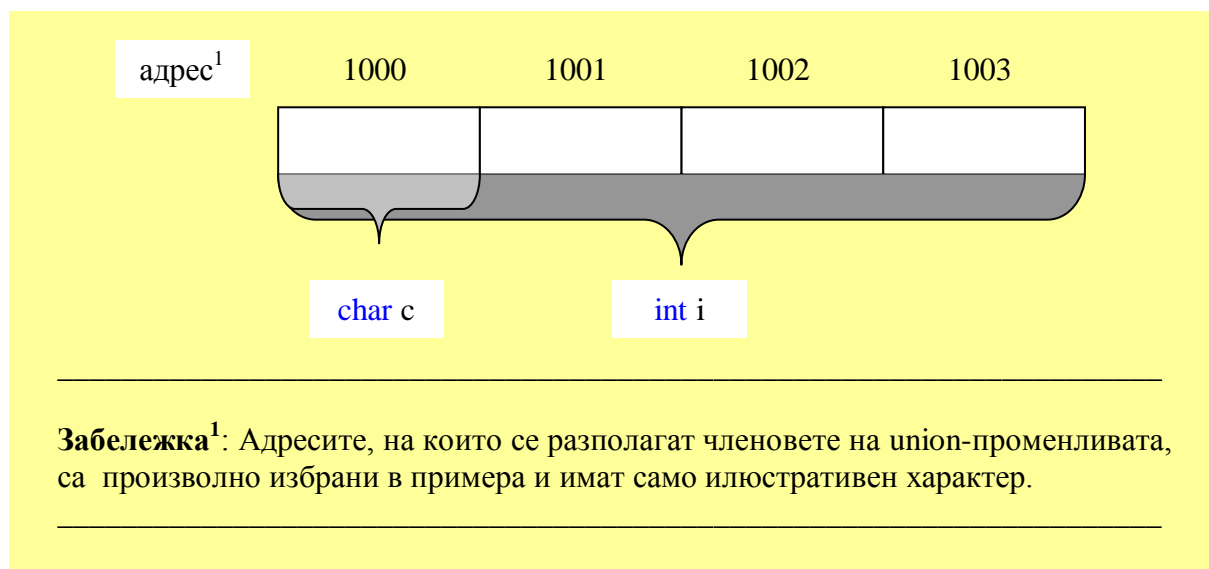 адрес¹ 1000 1001 1002 1003
char c int i
Забележка¹: Адресите, на които се разполагат членовете на union-променливата,
са произволно избрани в примера и имат само илюстративен характер.